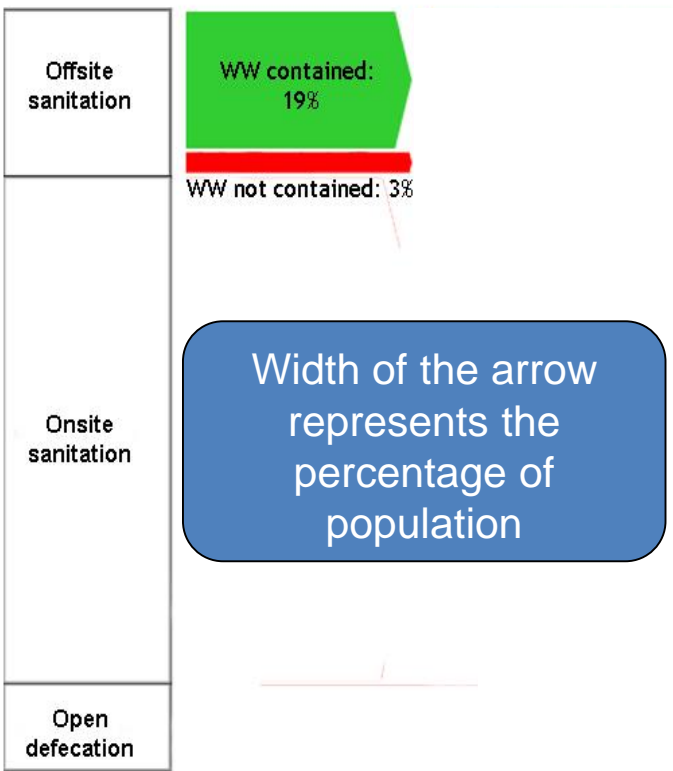 Offsite
sanitation
WW contained:
19%
WW not contained: 3%
Onsite
sanitation
Width of the arrow
represents the
percentage of
population
Open
defecation